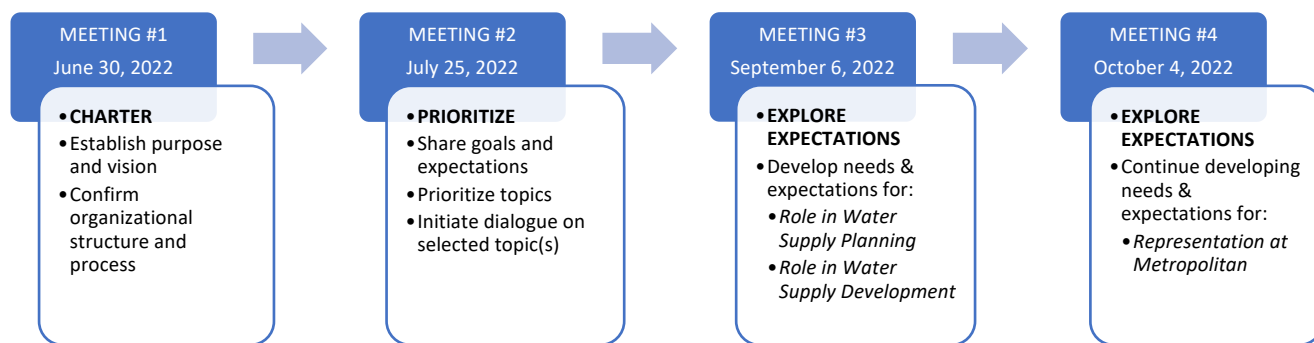 MEETING #1
June 30, 2022
• CHARTER
• Establish purpose
and vision
• Confirm
organizational
structure and
process
MEETING #2
July 25, 2022
• PRIORITIZE
• Share goals and
expectations
• Prioritize topics
• Initiate dialogue on
selected topic(s)
MEETING #3
September 6, 2022
• EXPLORE
EXPECTATIONS
• Develop needs &
expectations for:
• Role in Water
Supply Planning
• Role in Water
Supply Development
MEETING #4
October 4, 2022
• EXPLORE
EXPECTATIONS
• Continue developing
needs &
expectations for:
• Representation at
Metropolitan